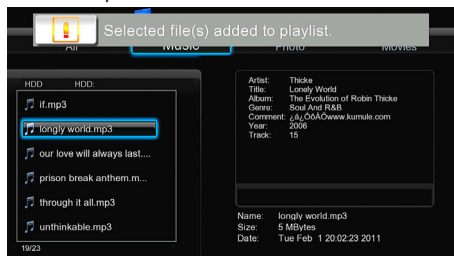 Selected file(s) added to playlist.
All Music Photo Movies
HDD HDD:
if.mp3
longly world.mp3
our love will always last....
prison break anthem.m...
through it all.mp3
unthinkable.mp3
19/23
Artist: Thicke
Title: Lonely World
Album: The Evolution of Robin Thicke
Genre: Soul And R&B
Comment: ¿á¿ÖõÀÖwww.kumule.com
Year: 2006
Track: 15
Name: longly world.mp3
Size: 5 MBytes
Date: Tue Feb 1 20:02:23 2011